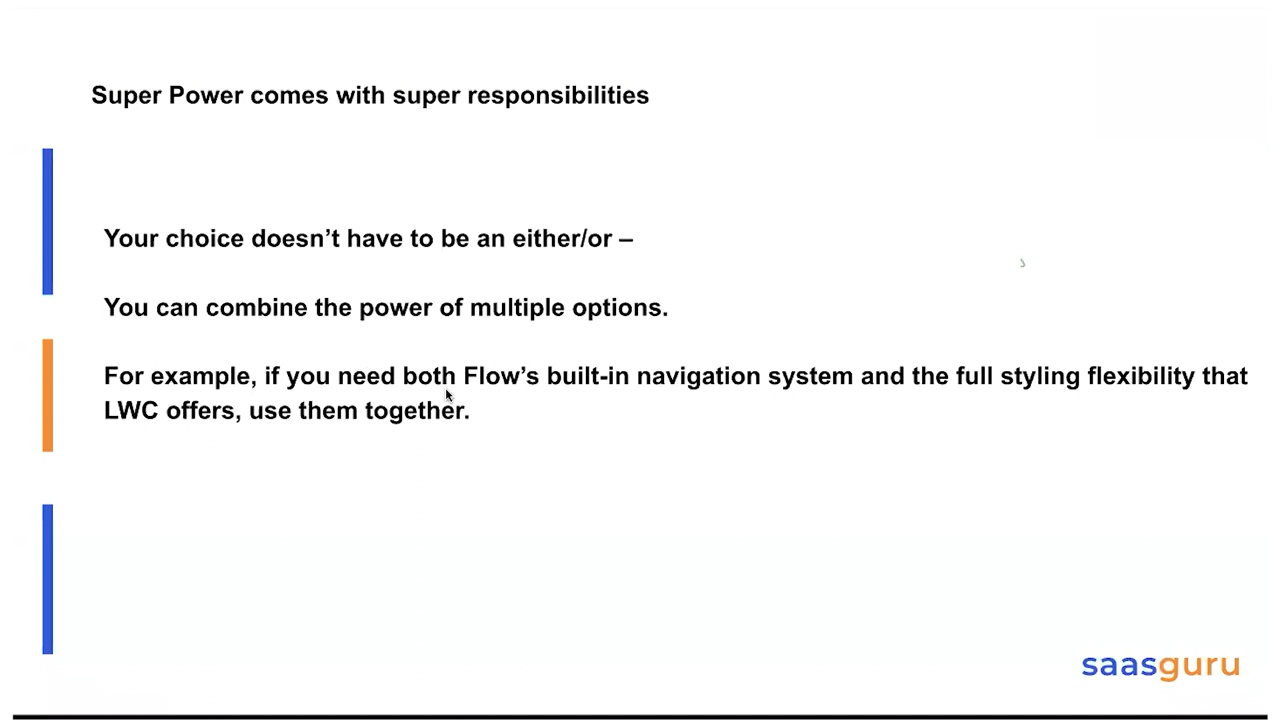 Super Power comes with super responsibilities
Your choice doesn’t have to be an either/or –
You can combine the power of multiple options.
For example, if you need both Flow’s built-in navigation system and the full styling flexibility that
LWC offers, use them together.
saasguru